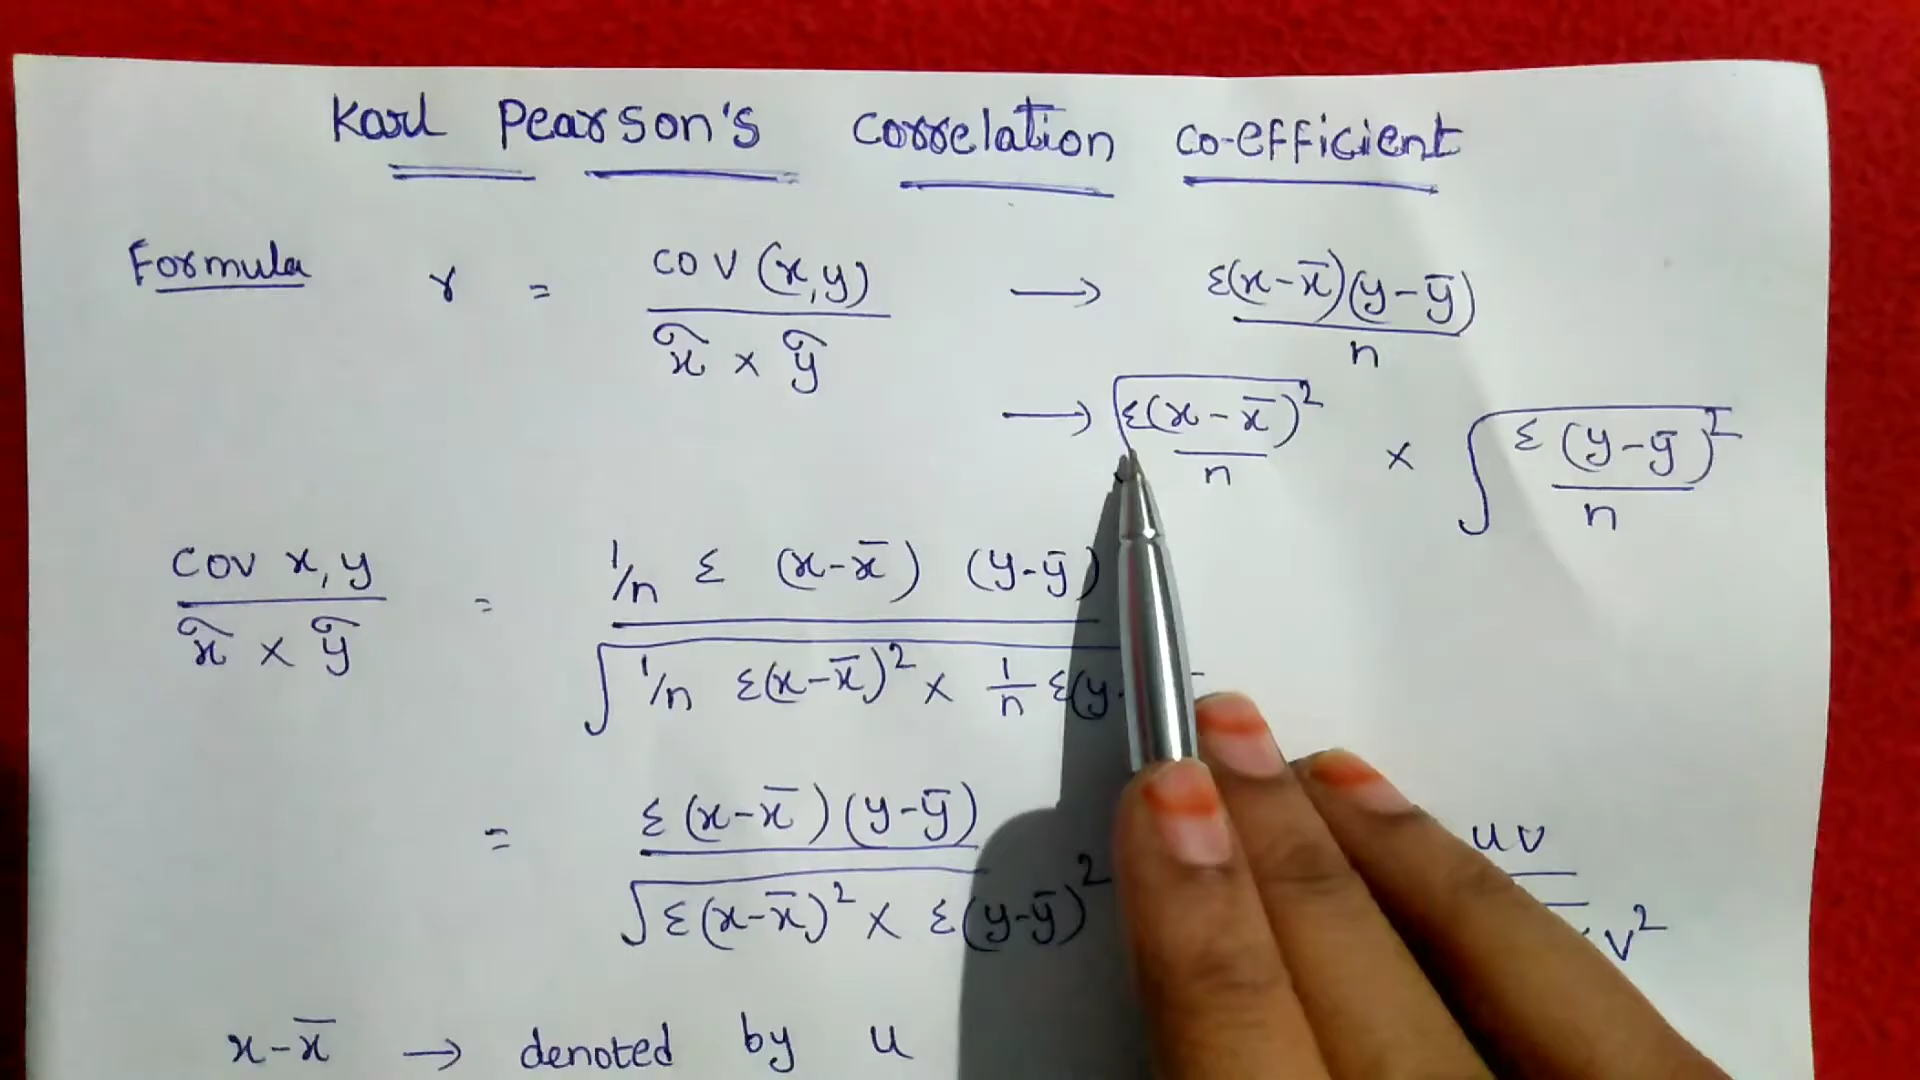 Karl Pearson's correlation co-efficient
Formula r = cov (x,y) / σx × σy → Σ(x-x̄)(y-ȳ) / n
→ √Σ(x-x̄)² / n × √Σ(y-ȳ)² / n
cov x,y / σx × σy = 1/n Σ (x-x̄) (y-ȳ) / √1/n Σ(x-x̄)² × 1/n Σ(y
= Σ(x-x̄)(y-ȳ) / √Σ(x-x̄)² × Σ(y-ȳ)² uv / v²
x-x̄ → denoted by u